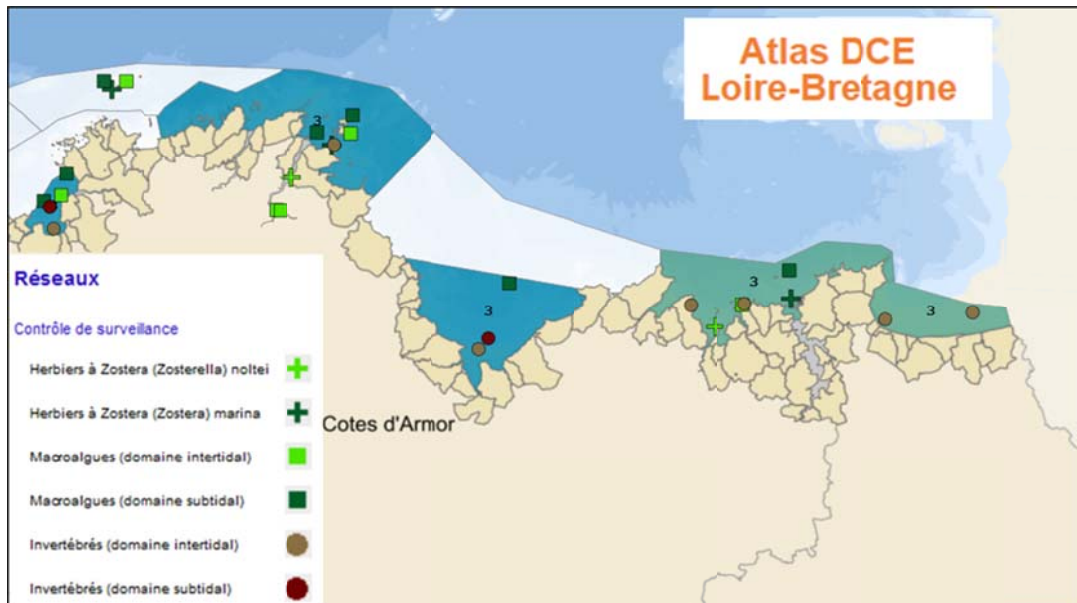 Atlas DCE
Loire-Bretagne
3
3
3
3
Réseaux
Contrôle de surveillance
Herbiers à Zostera (Zosterella) noltei
Herbiers à Zostera (Zostera) marina
Cotes d'Armor
Macroalgues (domaine intertidal)
Macroalgues (domaine subtidal)
Invertébrés (domaine intertidal)
Invertébrés (domaine subtidal)